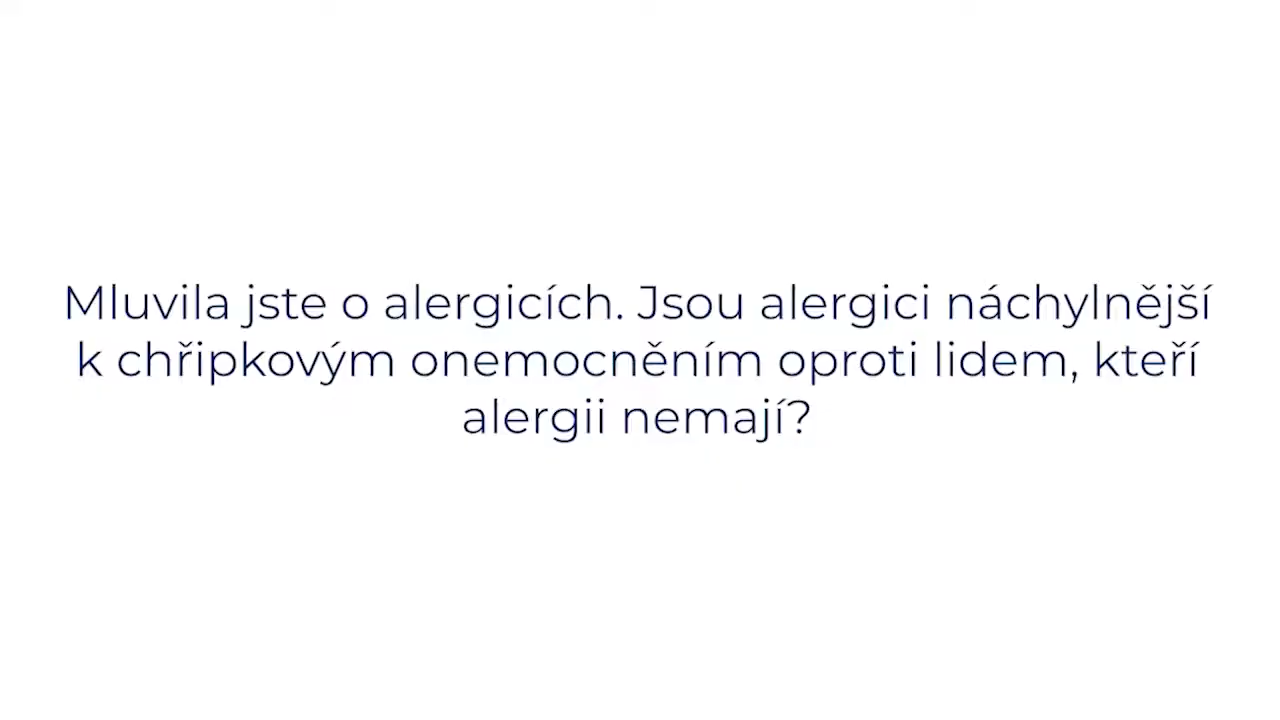 Mluvila jste o alergicích. Jsou alergici náchylnější
k chřipkovým onemocněním oproti lidem, kteří
alergii nemají?